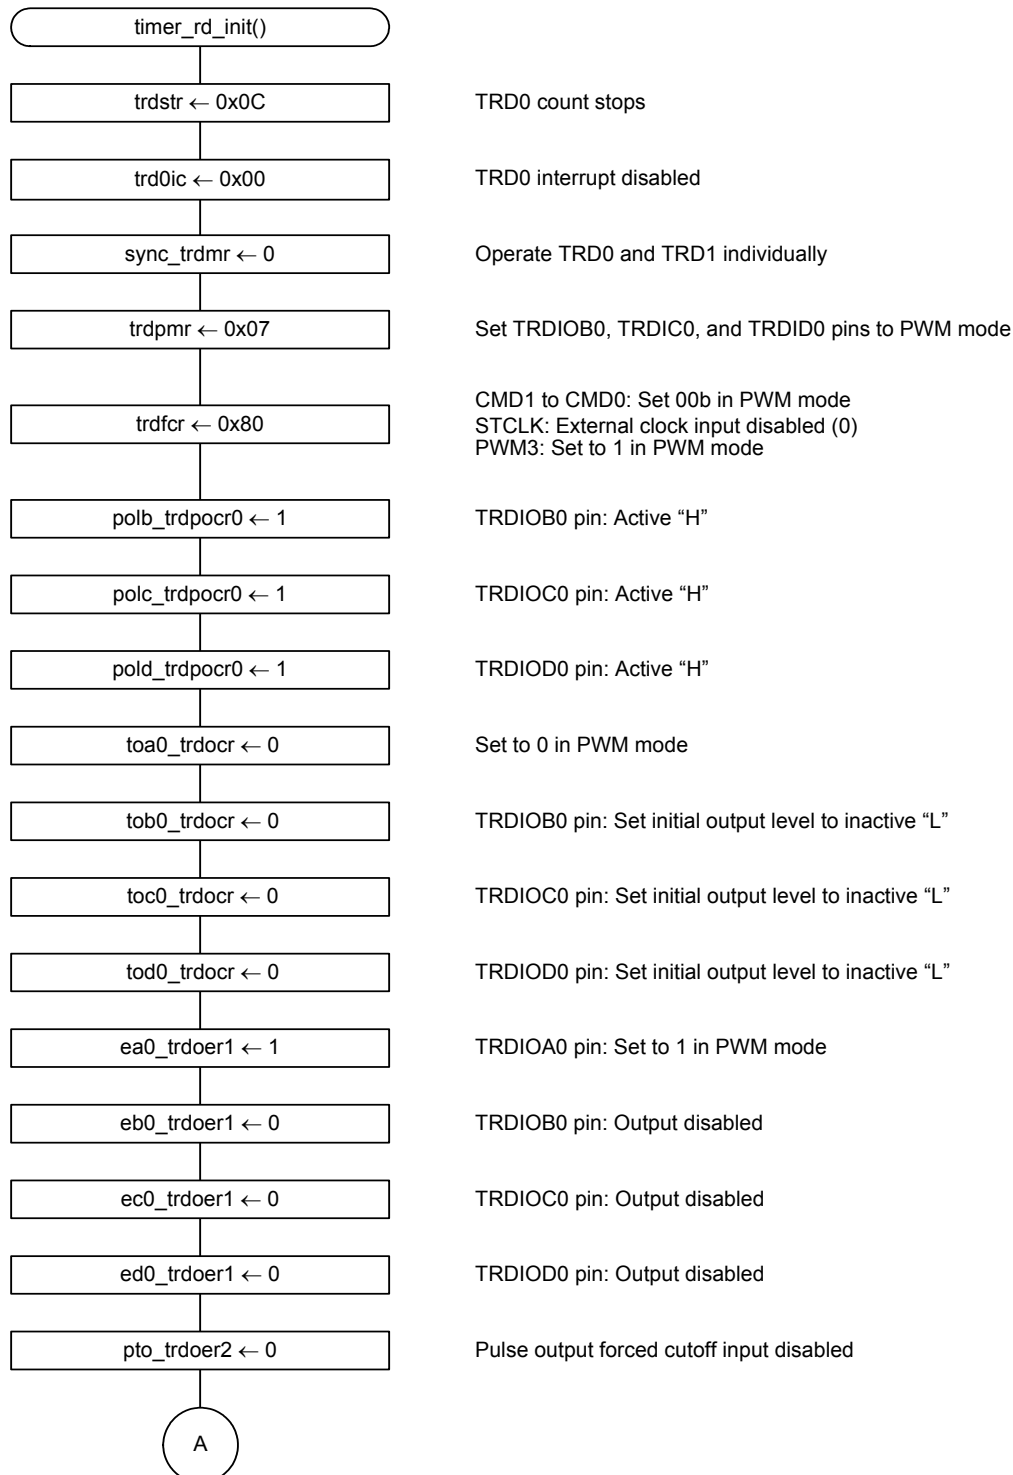 timer_rd_init()
trdstr ← 0x0C TRD0 count stops
trd0ic ← 0x00 TRD0 interrupt disabled
sync_trdmr ← 0 Operate TRD0 and TRD1 individually
trdpmr ← 0x07 Set TRDIOB0, TRDIC0, and TRDID0 pins to PWM mode
CMD1 to CMD0: Set 00b in PWM mode
trdfcr ← 0x80 STCLK: External clock input disabled (0)
PWM3: Set to 1 in PWM mode
polb_trdpocr0 ← 1 TRDIOB0 pin: Active “H”
polc_trdpocr0 ← 1 TRDIOC0 pin: Active “H”
pold_trdpocr0 ← 1 TRDIOD0 pin: Active “H”
toa0_trdocr ← 0 Set to 0 in PWM mode
tob0_trdocr ← 0 TRDIOB0 pin: Set initial output level to inactive “L”
toc0_trdocr ← 0 TRDIOC0 pin: Set initial output level to inactive “L”
tod0_trdocr ← 0 TRDIOD0 pin: Set initial output level to inactive “L”
ea0_trdoer1 ← 1 TRDIOA0 pin: Set to 1 in PWM mode
eb0_trdoer1 ← 0 TRDIOB0 pin: Output disabled
ec0_trdoer1 ← 0 TRDIOC0 pin: Output disabled
ed0_trdoer1 ← 0 TRDIOD0 pin: Output disabled
pto_trdoer2 ← 0 Pulse output forced cutoff input disabled
A